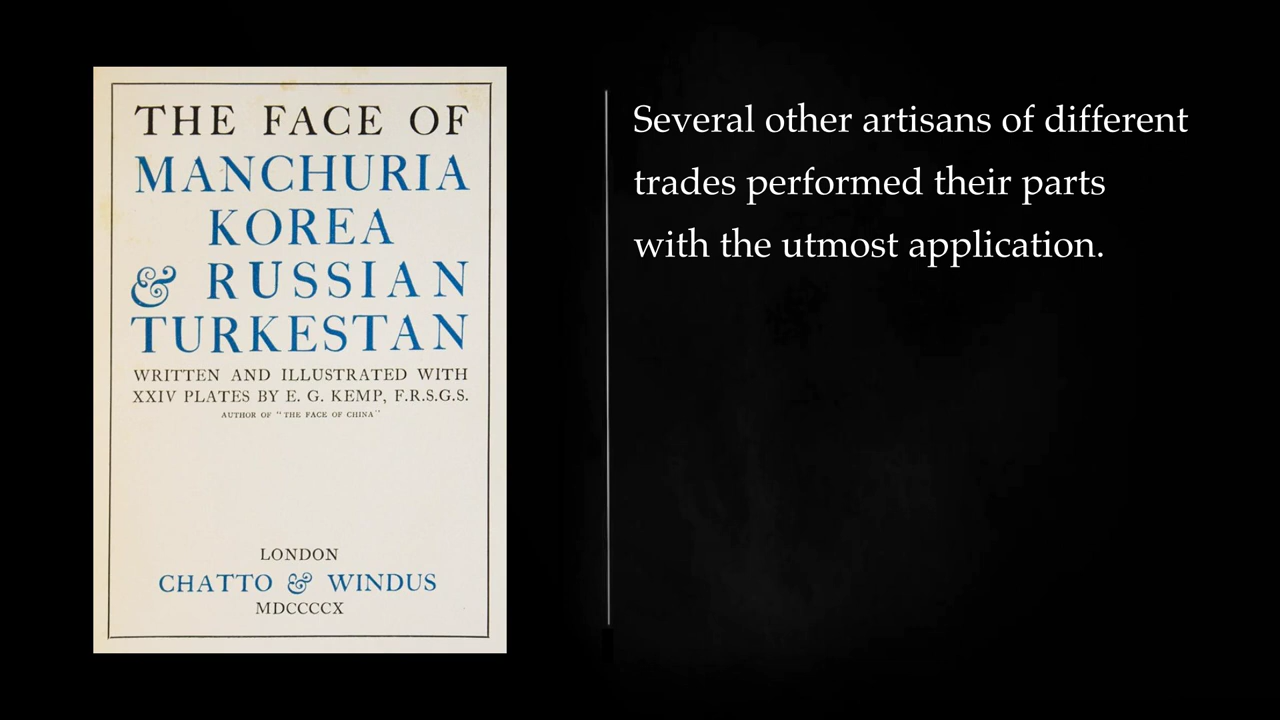 THE FACE OF
MANCHURIA
KOREA
& RUSSIAN
TURKESTAN
WRITTEN AND ILLUSTRATED WITH
XXIV PLATES BY E. G. KEMP, F.R.S.G.S.
AUTHOR OF "THE FACE OF CHINA"
LONDON
CHATTO & WINDUS
MDCCCCX
Several other artisans of different
trades performed their parts
with the utmost application.